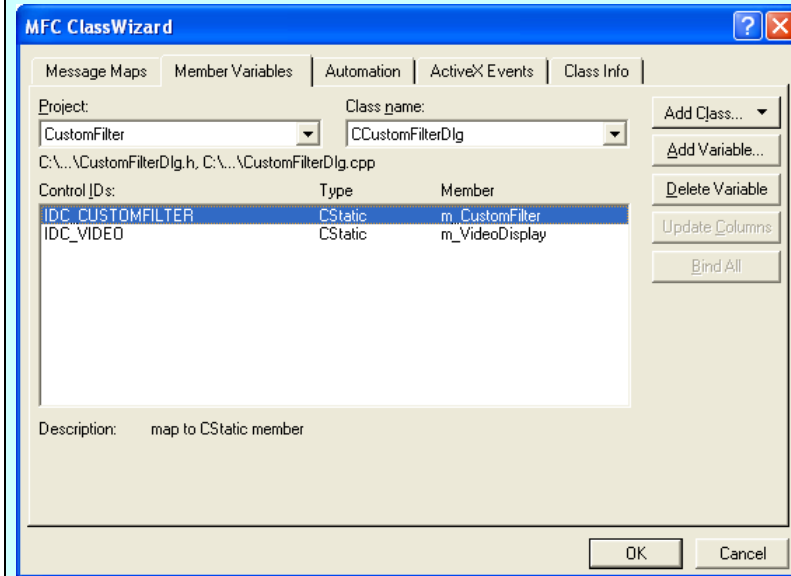 MFC ClassWizard
Message Maps Member Variables Automation ActiveX Events Class Info
Project: Class name:
CustomFilter CCustomFilterDlg
Add Class...
C:\...\CustomFilterDlg.h, C:\...\CustomFilterDlg.cpp
Add Variable...
Control IDs: Type Member
Delete Variable
IDC_CUSTOMFILTER CStatic m_CustomFilter
IDC_VIDEO CStatic m_VideoDisplay
Update Columns
Bind All
Description: map to CStatic member
OK Cancel